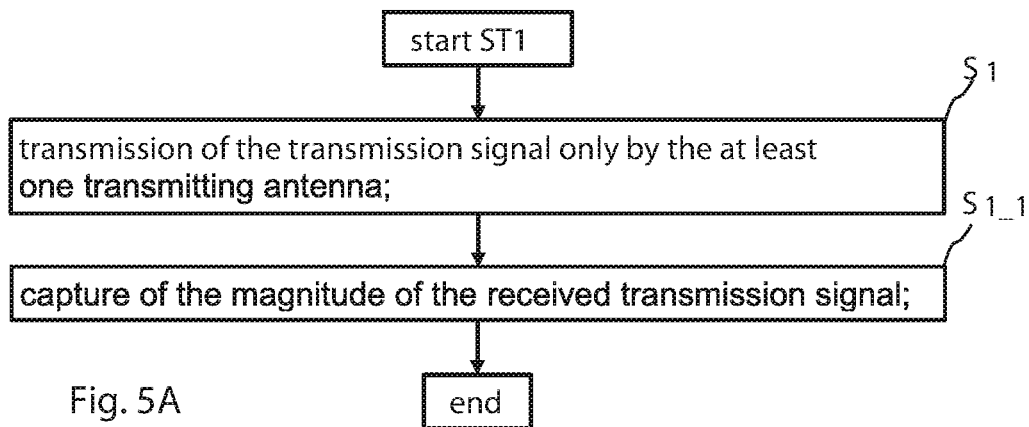 start ST1
S 1
transmission of the transmission signal only by the at least
one transmitting antenna;
S 1_1
capture of the magnitude of the received transmission signal;
end
Fig. 5A